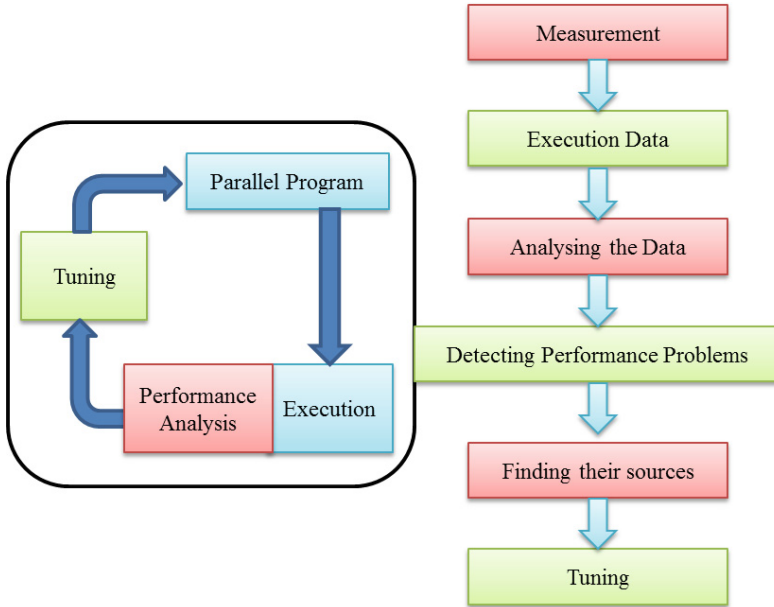 Parallel Program
Tuning
Performance
Analysis
Execution
Measurement
Execution Data
Analysing the Data
Detecting Performance Problems
Finding their sources
Tuning